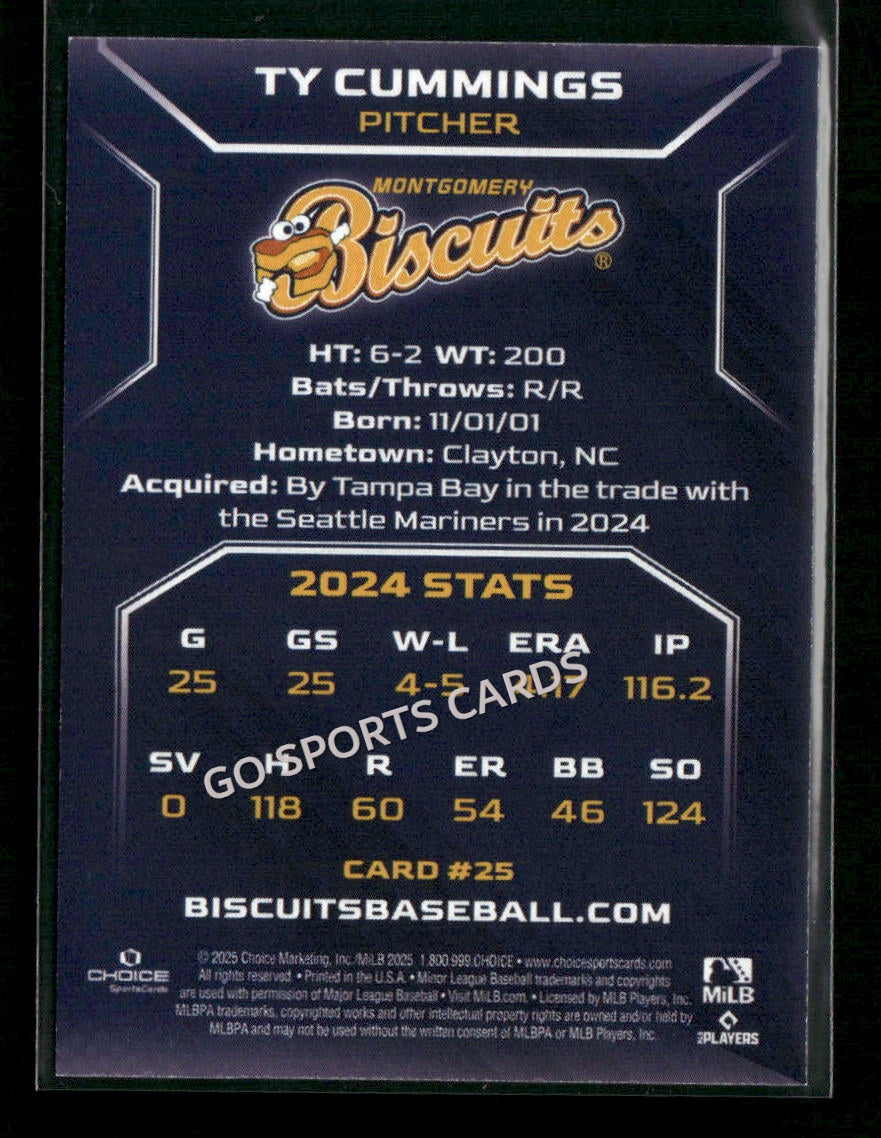 TY CUMMINGS
PITCHER
MONTGOMERY
Biscuits ®
HT: 6-2 WT: 200
Bats/Throws: R/R
Born: 11/01/01
Hometown: Clayton, NC
Acquired: By Tampa Bay in the trade with
the Seattle Mariners in 2024
2024 STATS
G GS W-L ERA IP
25 25 4-5 116.2
GO SPORTS CARDS
SV H R ER BB SO
0 118 60 54 46 124
CARD #25
BISCUITSBASEBALL.COM
© 2025 Choice Marketing, Inc./MiLB 2025 1.800.999.CHOICE • www.choicesportscards.com
All rights reserved. • Printed in the U.S.A. • Minor League Baseball trademarks and copyrights
are used with permission of Major League Baseball • Visit MiLB.com. • Licensed by MLB Players, Inc.
MLBPA trademarks, copyrighted works and other intellectual property rights are owned and/or held by
MLBPA and may not be used without the written consent of MLBPA or MLB Players, Inc.
CHOICE
SportsCards
MiLB
PLAYERS